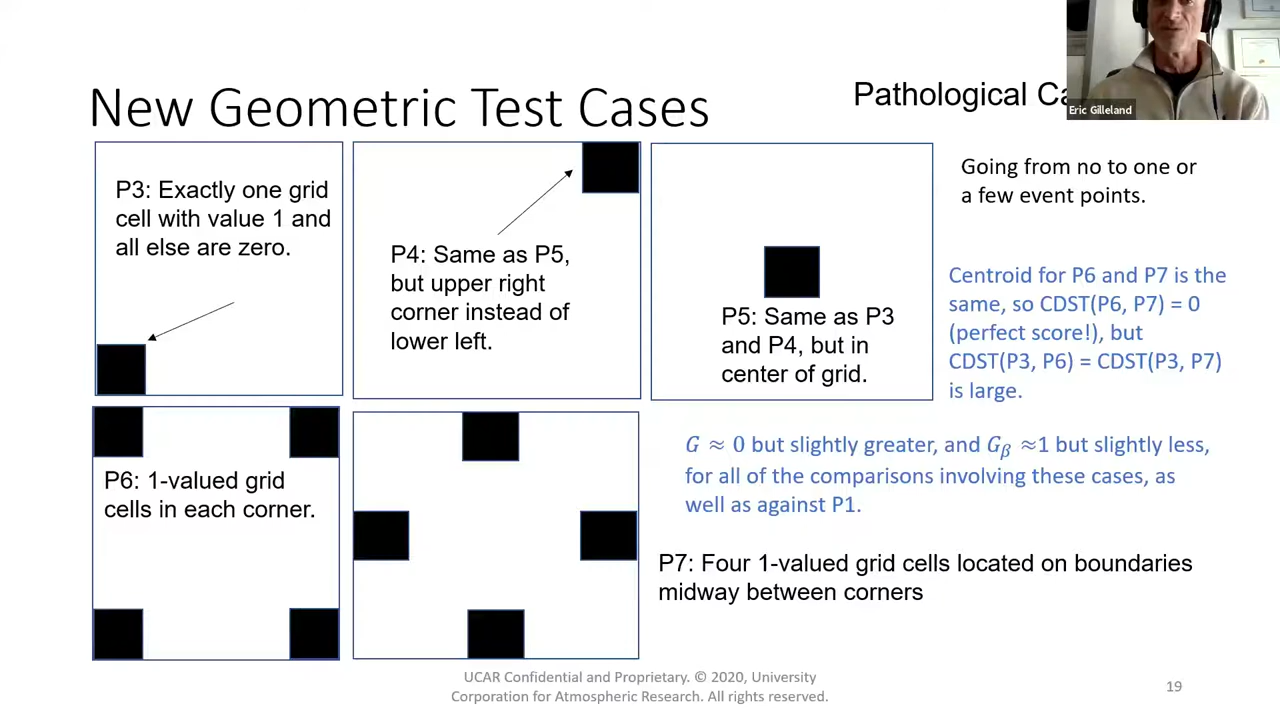 New Geometric Test Cases
Pathological
Eric Gilleland
P3: Exactly one grid
cell with value 1 and
all else are zero.
P4: Same as P5,
but upper right
corner instead of
lower left.
P5: Same as P3
and P4, but in
center of grid.
Going from no to one or
a few event points.
Centroid for P6 and P7 is the
same, so CDST(P6, P7) = 0
(perfect score!), but
CDST(P3, P6) = CDST(P3, P7)
is large.
P6: 1-valued grid
cells in each corner.
G ≈ 0 but slightly greater, and Gβ ≈1 but slightly less,
for all of the comparisons involving these cases, as
well as against P1.
P7: Four 1-valued grid cells located on boundaries
midway between corners
UCAR Confidential and Proprietary. © 2020, University
Corporation for Atmospheric Research. All rights reserved.
19